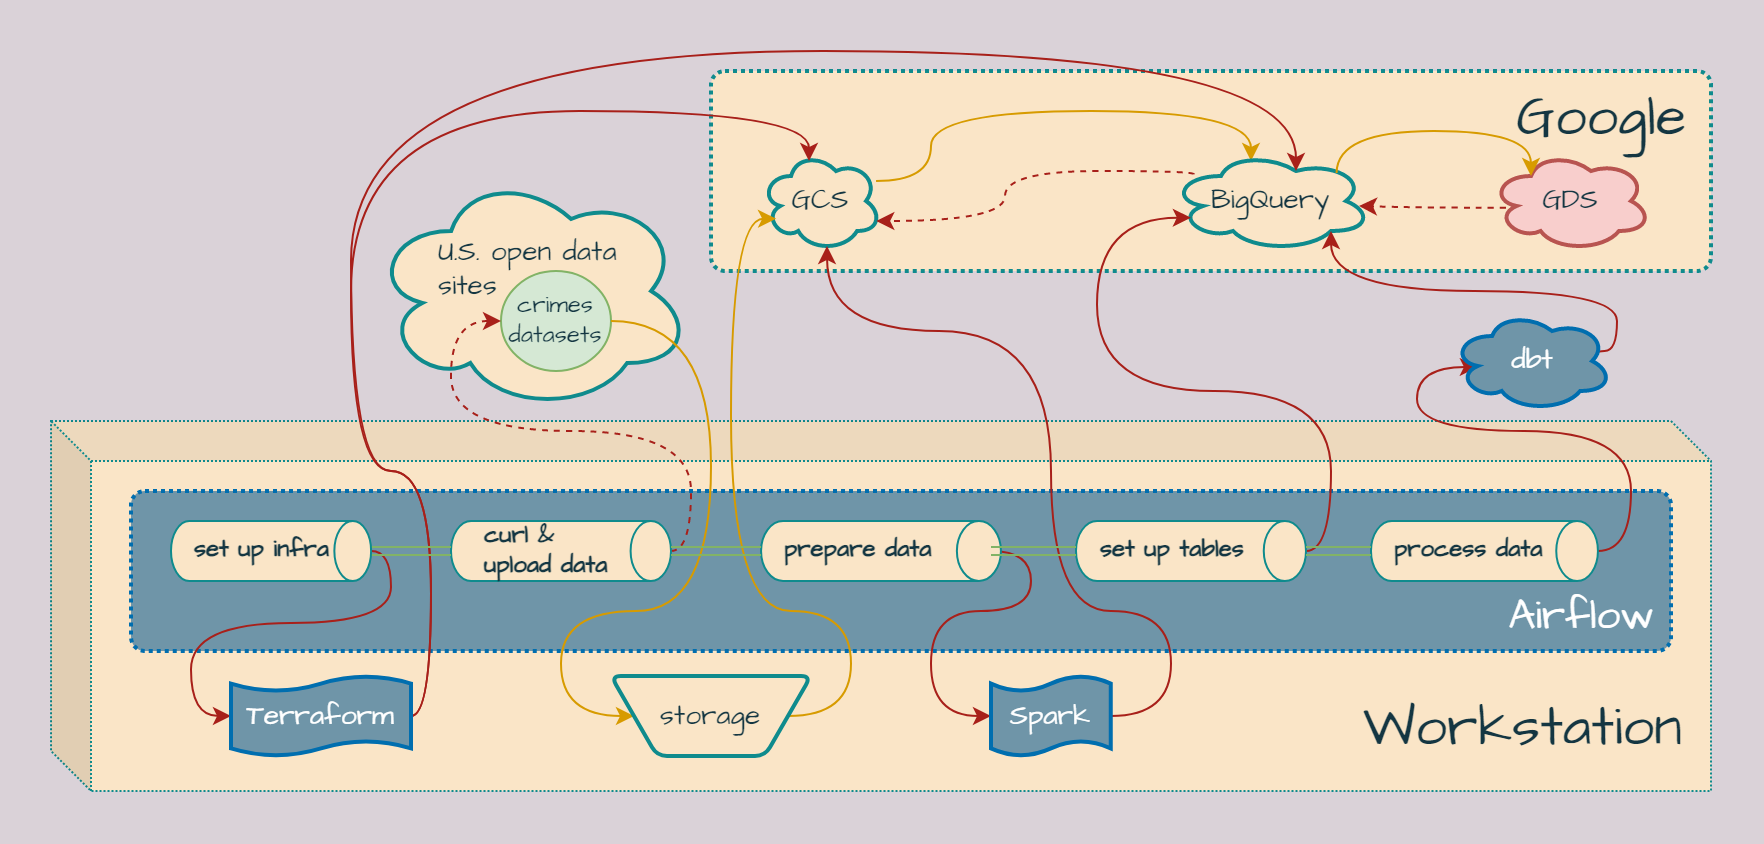 Google
GCS
BigQuery
GDS
U.S. open data
sites
crimes
datasets
dbt
set up infra
curl &
upload data
prepare data
set up tables
process data
Airflow
Terraform
storage
Spark
Workstation